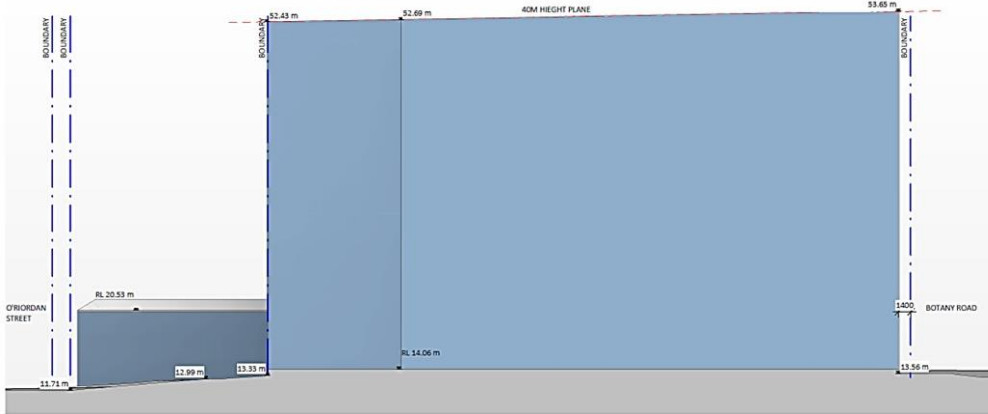 52.43 m
52.69 m
40M HIEGHT PLANE
53.65 m
BOUNDARY
BOUNDARY
BOUNDARY
BOUNDARY
RL 20.53 m
O'RIORDAN
STREET
1400
BOTANY ROAD
RL 14.06 m
11.71 m
12.99 m
13.33 m
13.56 m